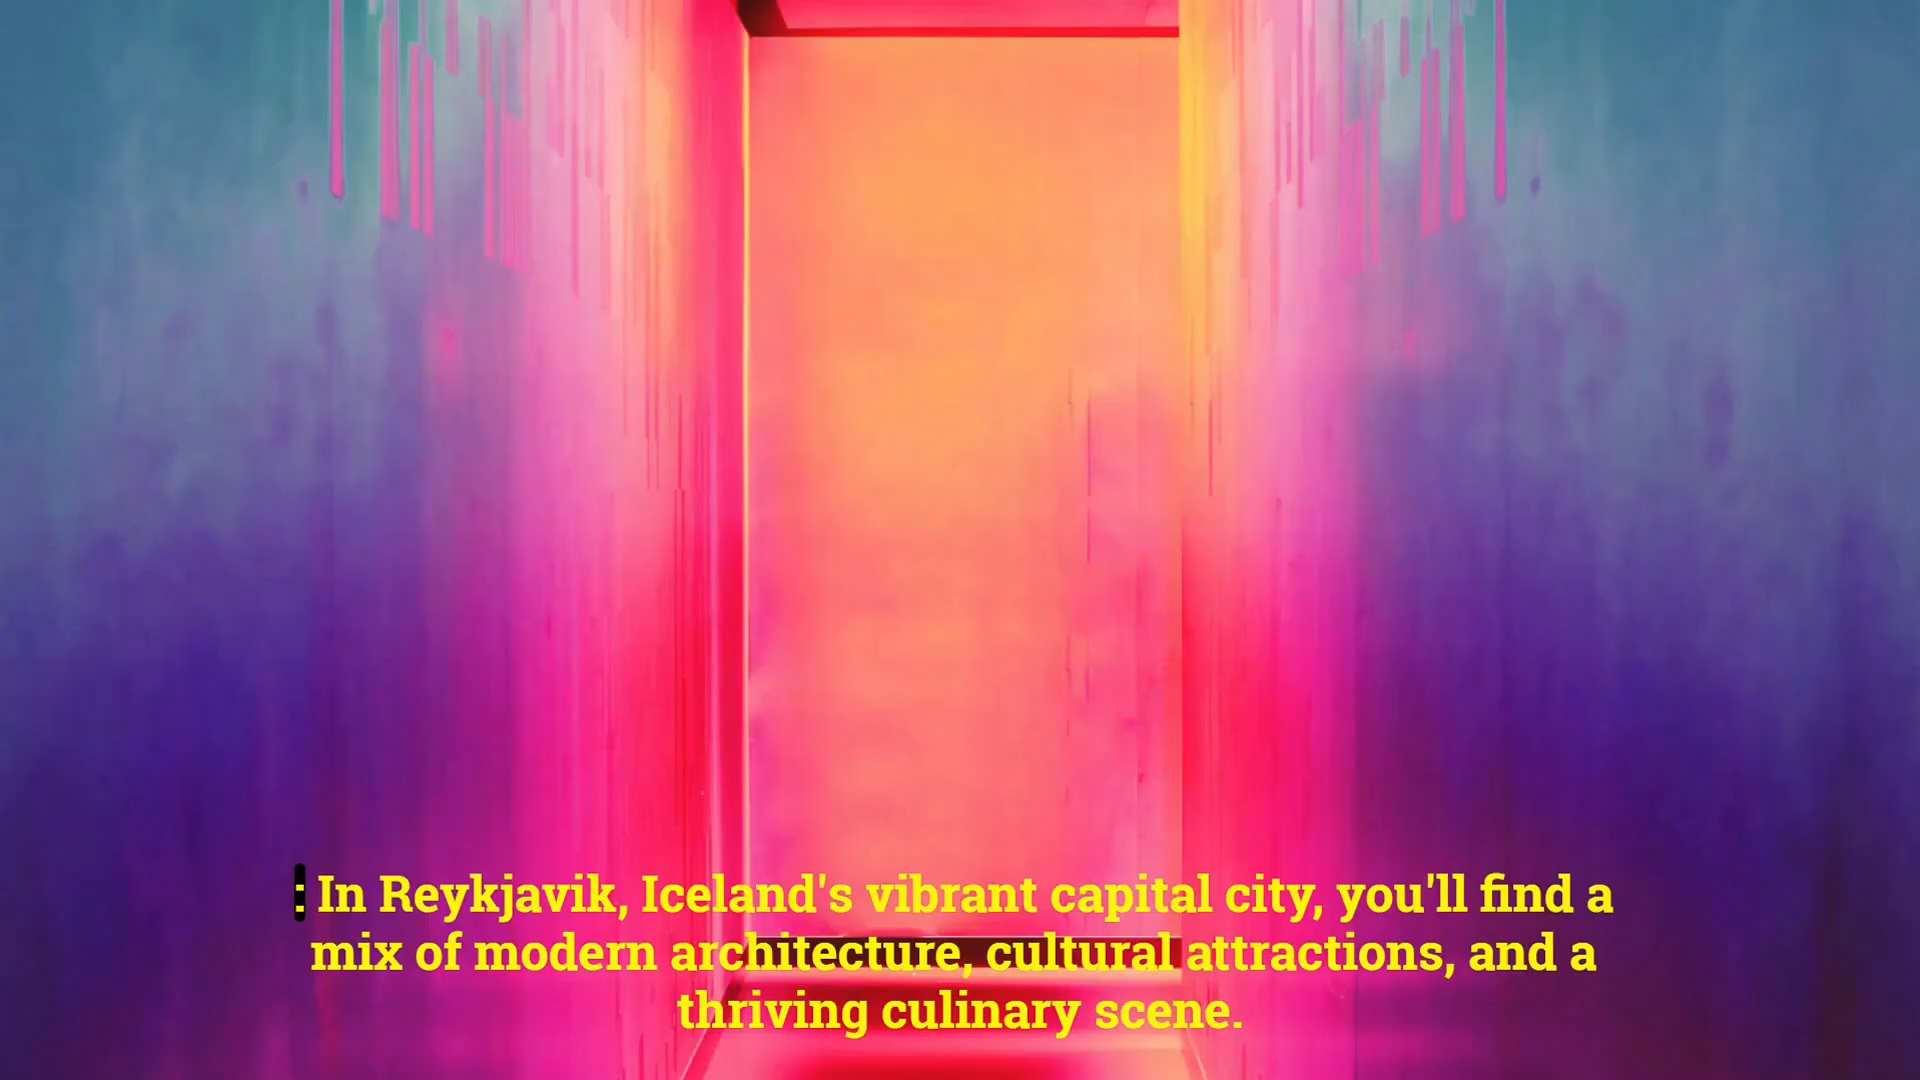 : In Reykjavik, Iceland's vibrant capital city, you'll find a
mix of modern architecture, cultural attractions, and a
thriving culinary scene.